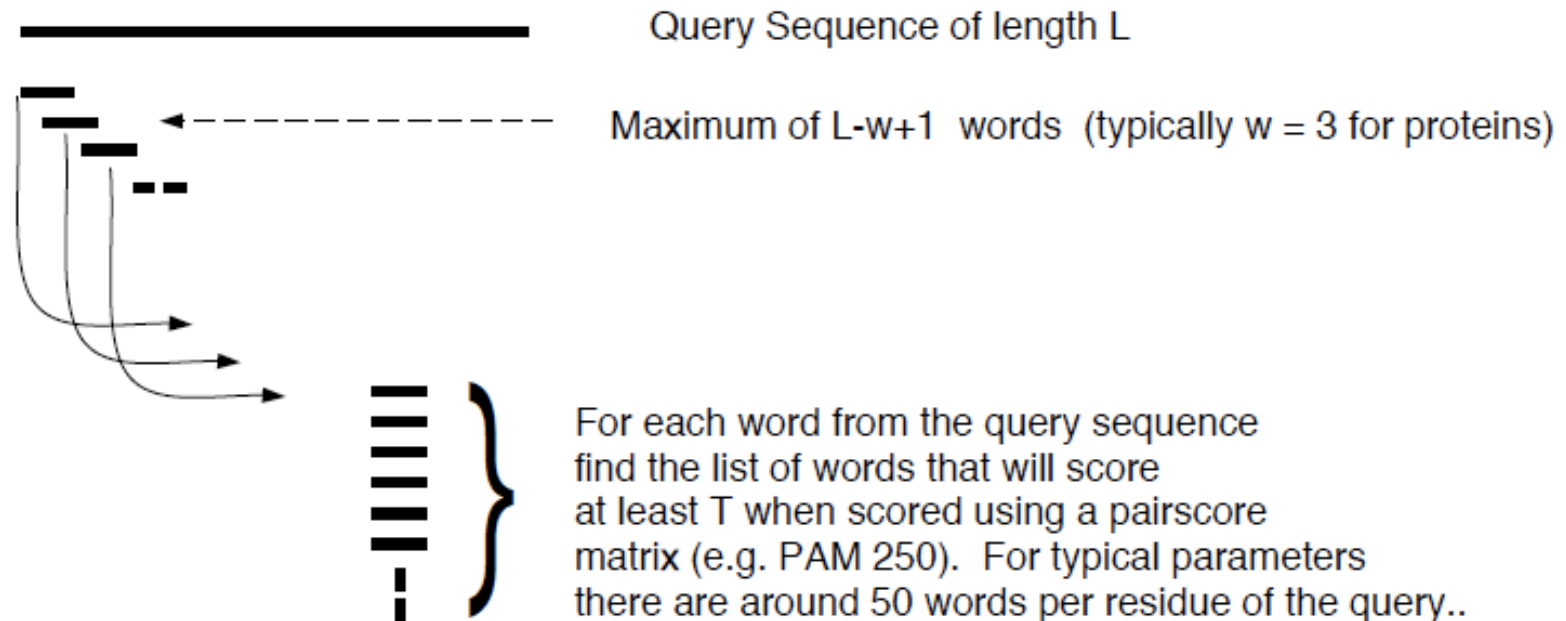 Query Sequence of length L
Maximum of L-w+1 words (typically w = 3 for proteins)
For each word from the query sequence
find the list of words that will score
at least T when scored using a pairscore
matrix (e.g. PAM 250). For typical parameters
there are around 50 words per residue of the query..